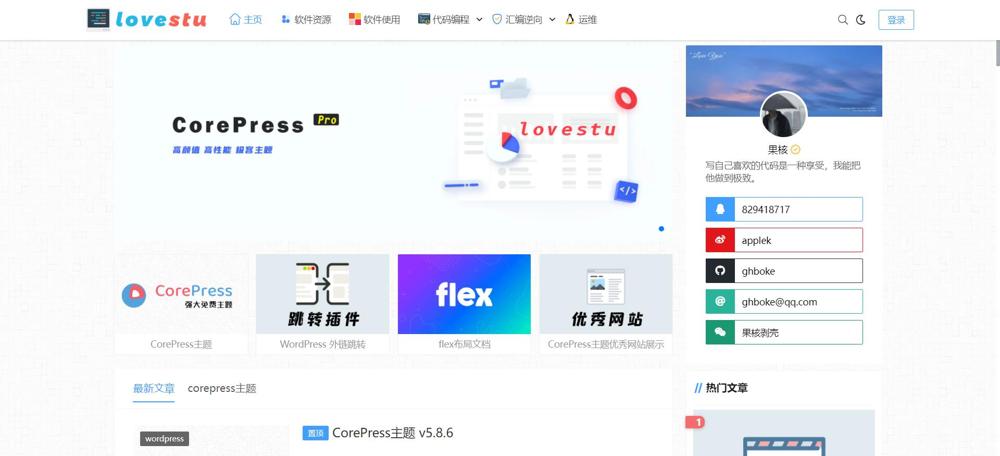 lovestu
主页
软件资源
软件使用
代码编程
汇编逆向
运维
登录
CorePress Pro
高颜值 高性能 极客主题
lovestu
果核
写自己喜欢的代码是一种享受，我能把
他做到极致。
829418717
applek
ghboke
ghboke@qq.com
果核剥壳
CorePress
强大免费主题
CorePress主题
跳转插件
WordPress 外链跳转
flex
flex布局文档
优秀网站
CorePress主题优秀网站展示
最新文章
corepress主题
wordpress
置顶 CorePress主题 v5.8.6
// 热门文章
1